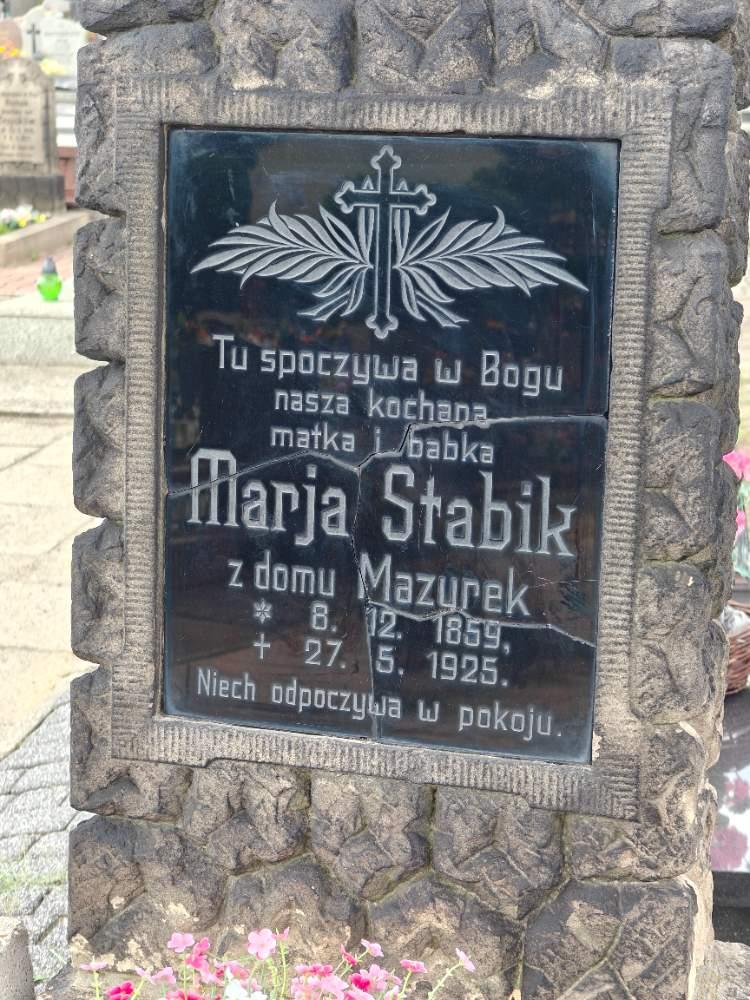 Tu spoczywa w Bogu
nasza kochana
matka i babka
Marja Stabik
z domu Mazurek
* 8. 12. 1859,
+ 27. 5. 1925.
Niech odpoczywa w pokoju.